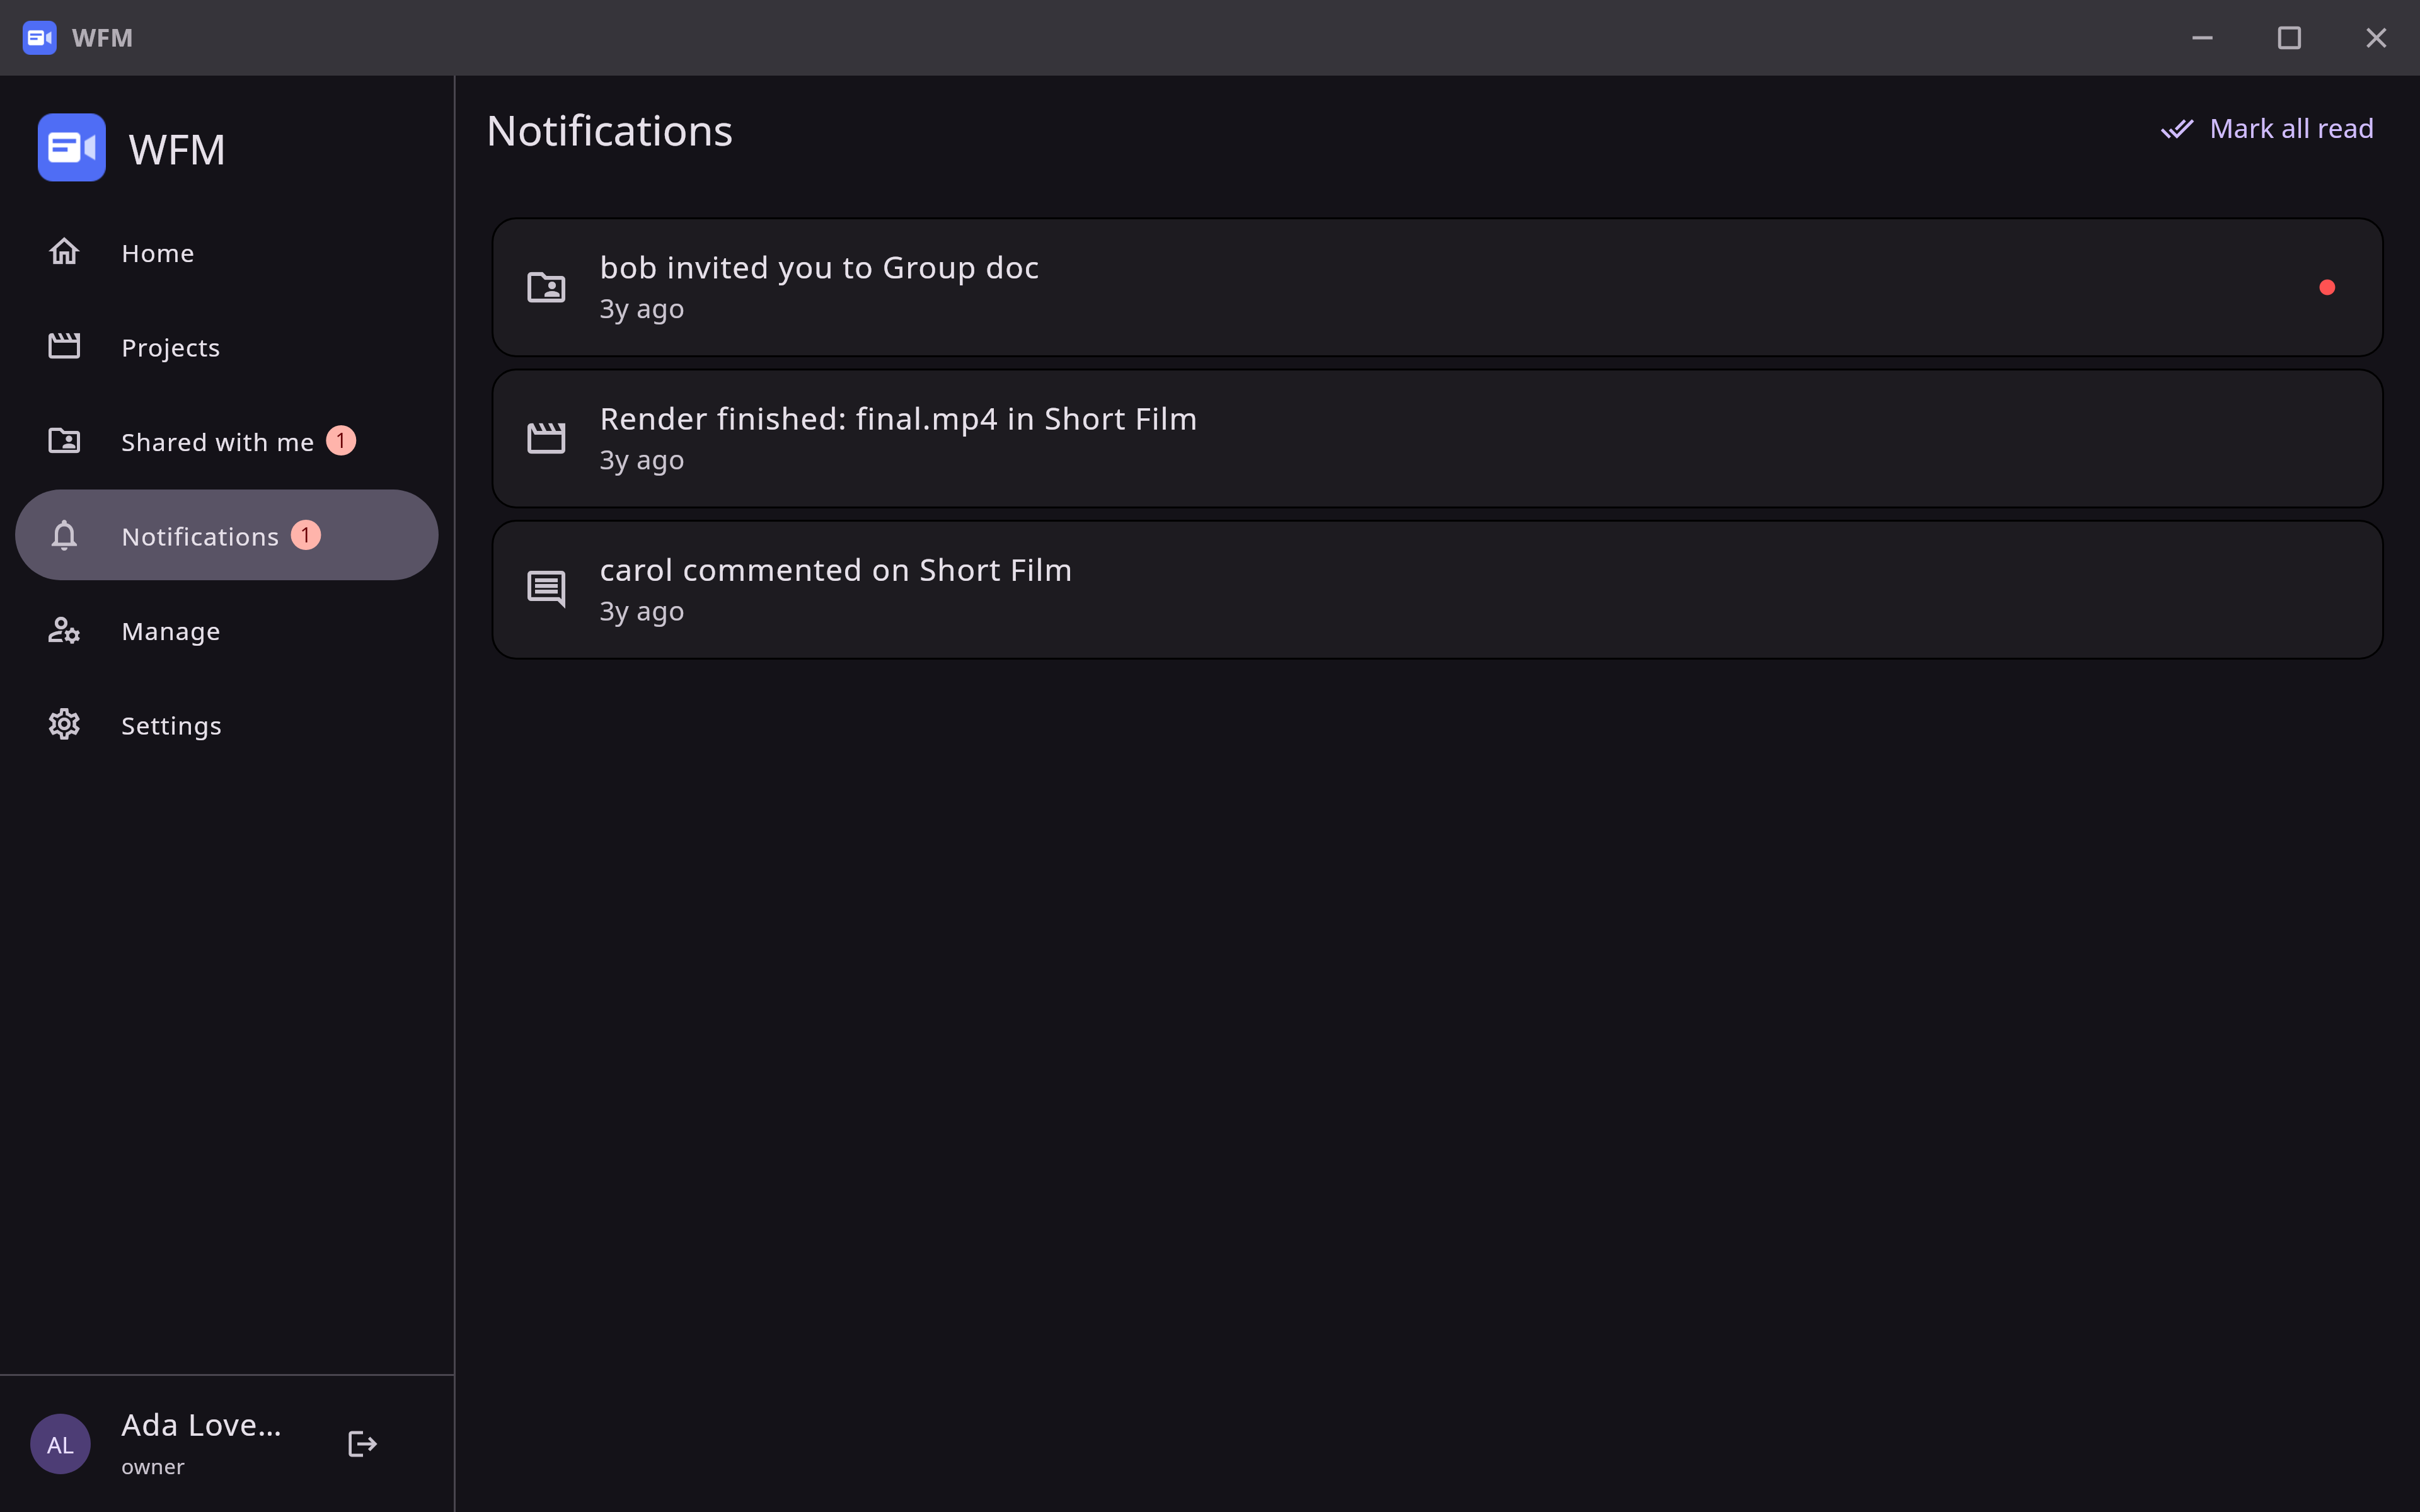 WFM
WFM
Home
Projects
Shared with me 1
Notifications 1
Manage
Settings
AL
Ada Love...
owner
Notifications
Mark all read
bob invited you to Group doc
3y ago
Render finished: final.mp4 in Short Film
3y ago
carol commented on Short Film
3y ago